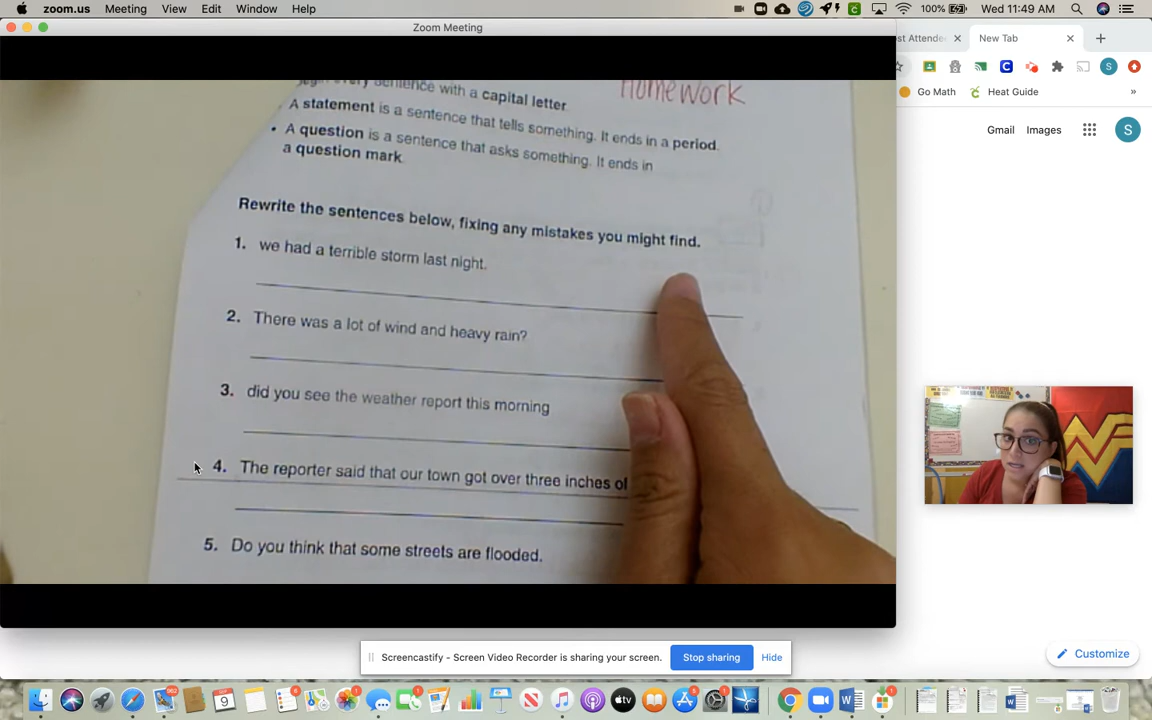 zoom.us Meeting View Edit Window Help
100% Wed 11:49 AM
Zoom Meeting
New Tab
Go Math Heat Guide »
Gmail Images S
sentence with a capital letter
Homework
A statement is a sentence that tells something. It ends in a period.
• A question is a sentence that asks something. It ends in
a question mark
Rewrite the sentences below, fixing any mistakes you might find.
1. we had a terrible storm last night.
2. There was a lot of wind and heavy rain?
3. did you see the weather report this morning
4. The reporter said that our town got over three inches of
5. Do you think that some streets are flooded.
Screencastify - Screen Video Recorder is sharing your screen. Stop sharing Hide
Customize